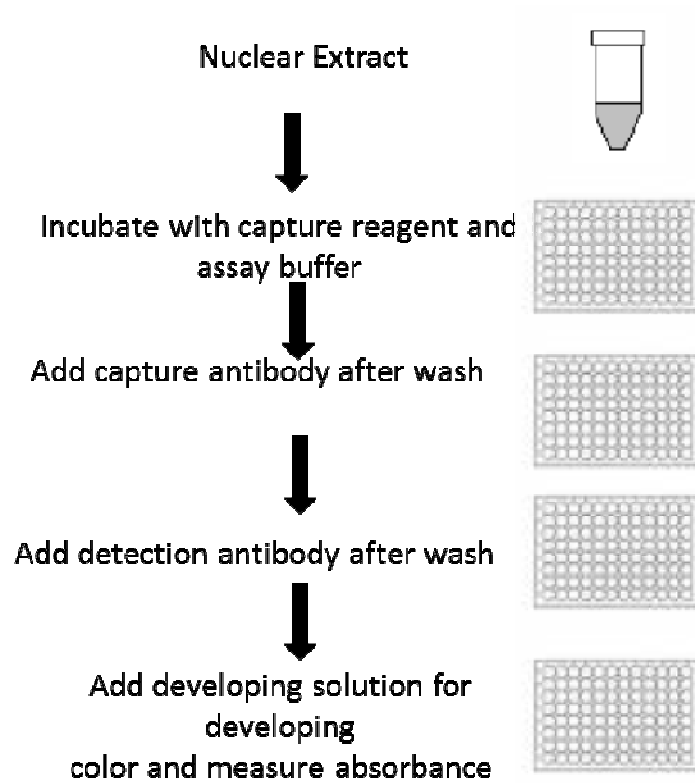 Nuclear Extract
Incubate with capture reagent and
assay buffer
Add capture antibody after wash
Add detection antibody after wash
Add developing solution for
developing
color and measure absorbance